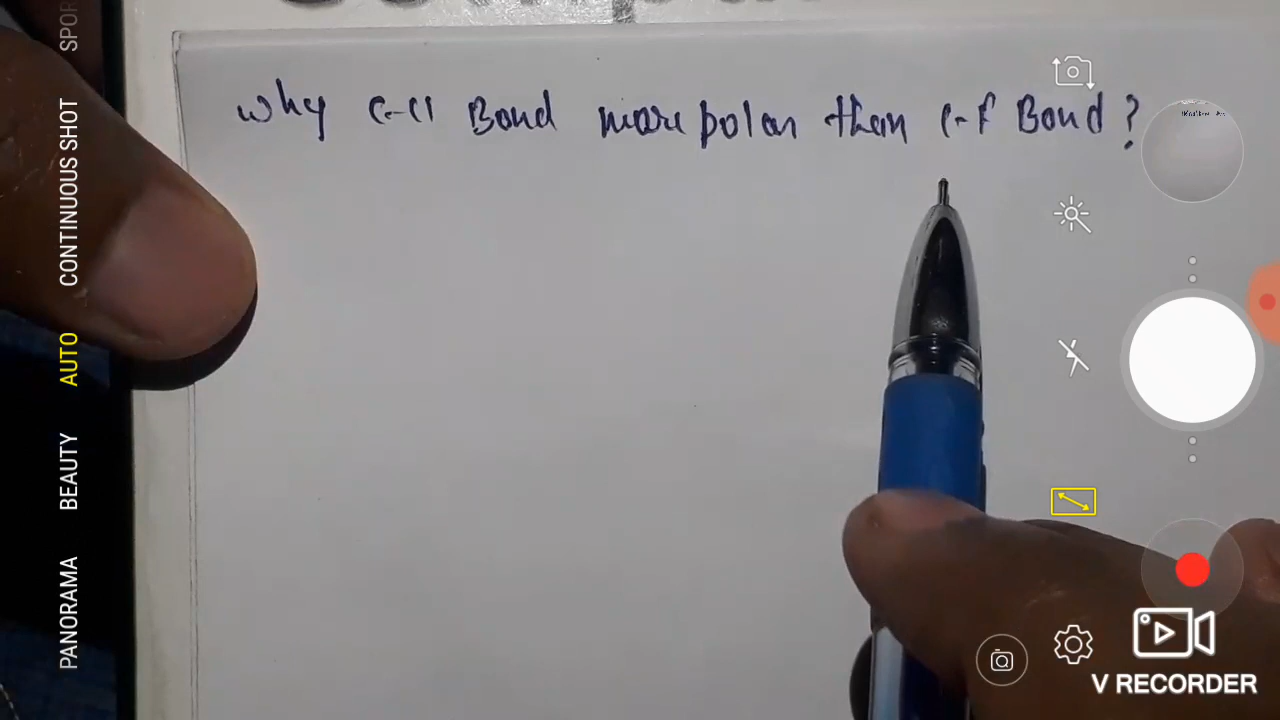 why C-Cl Bond more polar than C-F Bond?
SPOR
CONTINUOUS SHOT
AUTO
BEAUTY
PANORAMA
V RECORDER